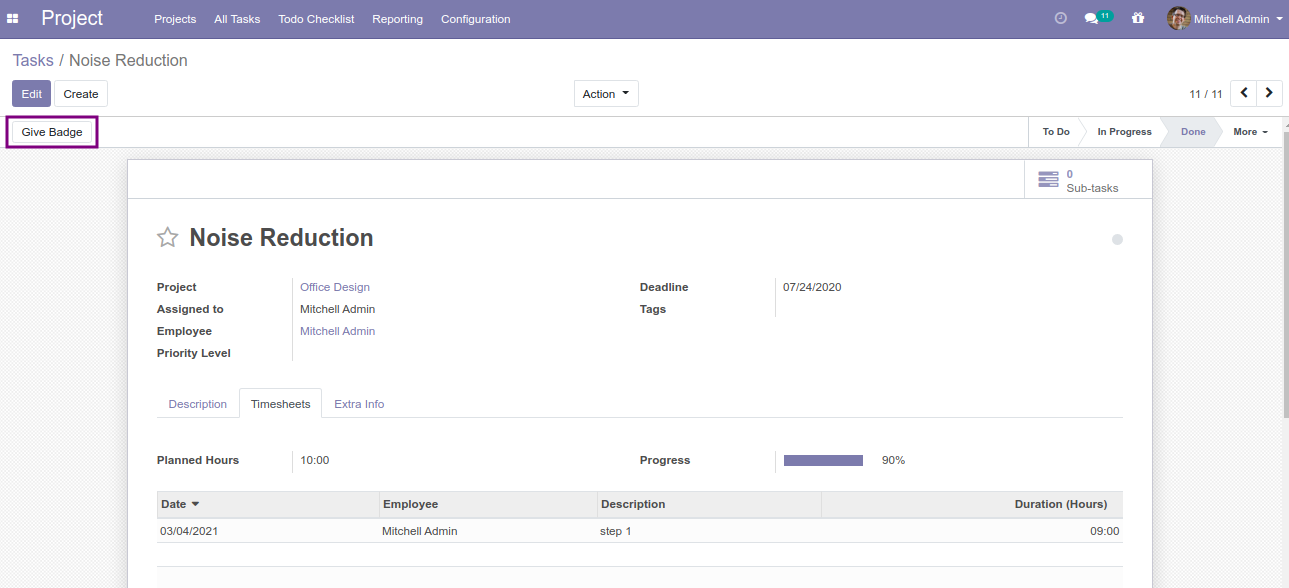 Project Projects All Tasks Todo Checklist Reporting Configuration 11 Mitchell Admin
Tasks / Noise Reduction
Edit Create Action 11 / 11
Give Badge To Do In Progress Done More
0
Sub-tasks
Noise Reduction
Project Office Design Deadline 07/24/2020
Assigned to Mitchell Admin Tags
Employee Mitchell Admin
Priority Level
Description Timesheets Extra Info
Planned Hours 10:00 Progress 90%
Date Employee Description Duration (Hours)
03/04/2021 Mitchell Admin step 1 09:00